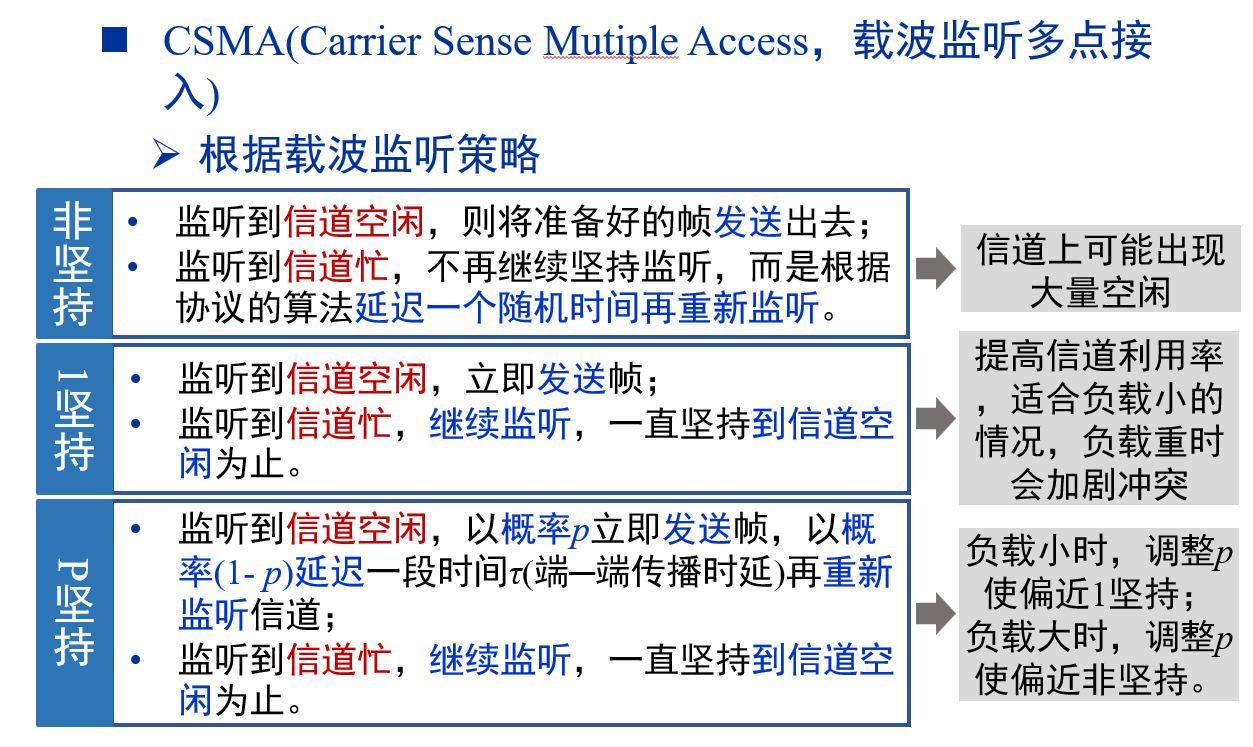 CSMA(Carrier Sense Mutiple Access，载波监听多点接
入)
根据载波监听策略
非坚持
• 监听到信道空闲，则将准备好的帧发送出去；
• 监听到信道忙，不再继续坚持监听，而是根据
协议的算法延迟一个随机时间再重新监听。
信道上可能出现
大量空闲
1坚持
• 监听到信道空闲，立即发送帧；
• 监听到信道忙，继续监听，一直坚持到信道空
闲为止。
提高信道利用率
，适合负载小的
情况，负载重时
会加剧冲突
P坚持
• 监听到信道空闲，以概率p立即发送帧，以概
率(1- p)延迟一段时间τ(端—端传播时延)再重新
监听信道；
• 监听到信道忙，继续监听，一直坚持到信道空
闲为止。
负载小时，调整p
使偏近1坚持；
负载大时，调整p
使偏近非坚持。